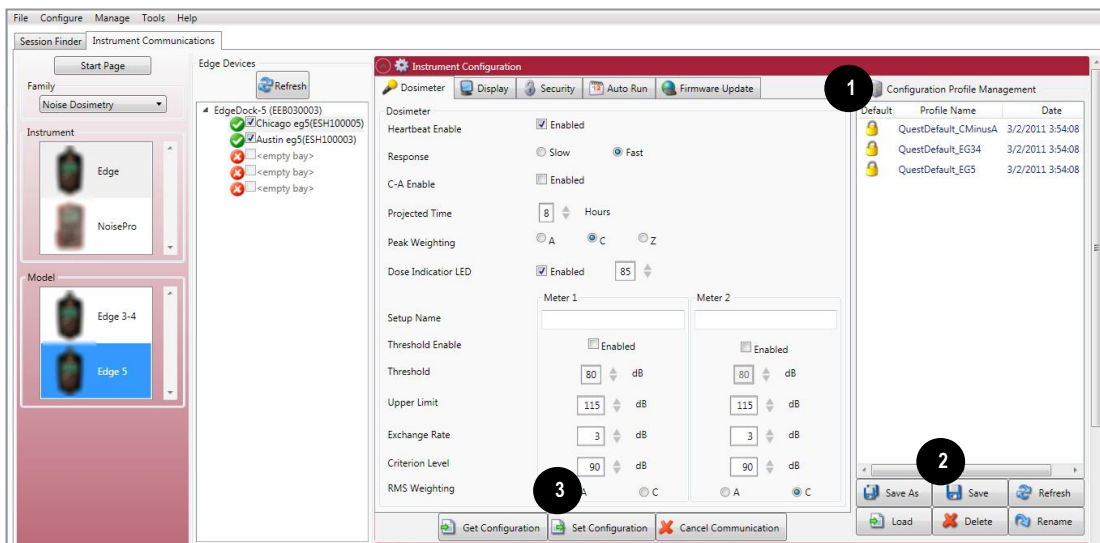 File Configure Manage Tools Help
Session Finder Instrument Communications
Start Page
Family
Noise Dosimetry
Instrument
Edge
NoisePro
Model
Edge 3-4
Edge 5
Edge Devices
Refresh
EdgeDock-5 (EEB030003)
Chicago eg5(ESH100005)
Austin eg5(ESH100003)
<empty bay>
<empty bay>
<empty bay>
Instrument Configuration
Dosimeter Display Security Auto Run Firmware Update
Dosimeter
Heartbeat Enable Enabled
Response Slow Fast
C-A Enable Enabled
Projected Time 8 Hours
Peak Weighting A C Z
Dose Indicatior LED Enabled 85
Meter 1 Meter 2
Setup Name
Threshold Enable Enabled Enabled
Threshold 80 dB 80 dB
Upper Limit 115 dB 115 dB
Exchange Rate 3 dB 3 dB
Criterion Level 90 dB 90 dB
RMS Weighting 3 A C A C
Get Configuration Set Configuration Cancel Communication
1 Configuration Profile Management
Default Profile Name Date
QuestDefault_CMinusA 3/2/2011 3:54:08
QuestDefault_EG34 3/2/2011 3:54:08
QuestDefault_EG5 3/2/2011 3:54:08
2
Save As Save Refresh
Load Delete Rename